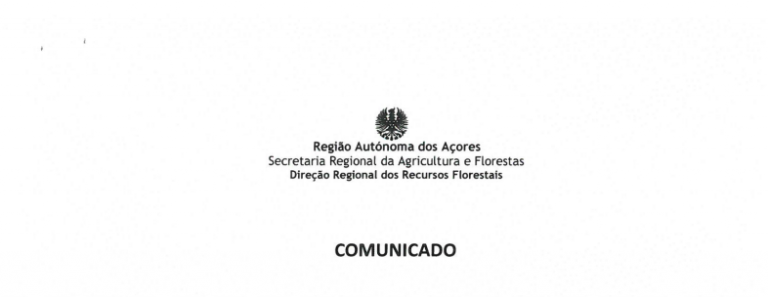 Região Autónoma dos Açores
Secretaria Regional da Agricultura e Florestas
Direção Regional dos Recursos Florestais
COMUNICADO